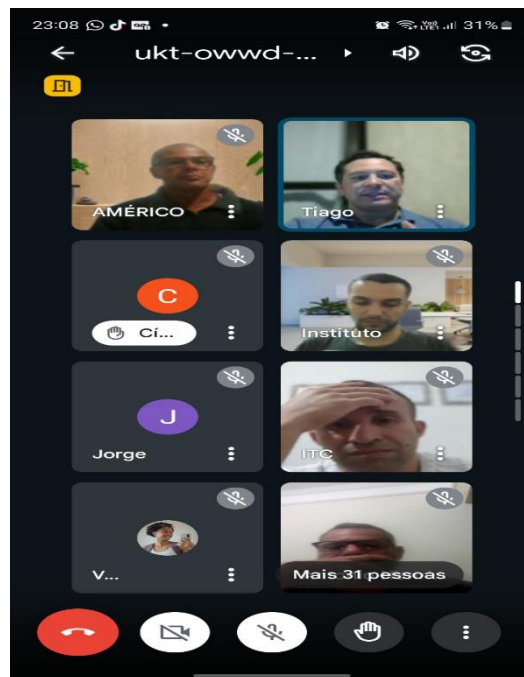 23:08 31%
ukt-owwd-...
AMÉRICO
Tiago
C
Cí...
Instituto
J
Jorge
ITC
V...
Mais 31 pessoas